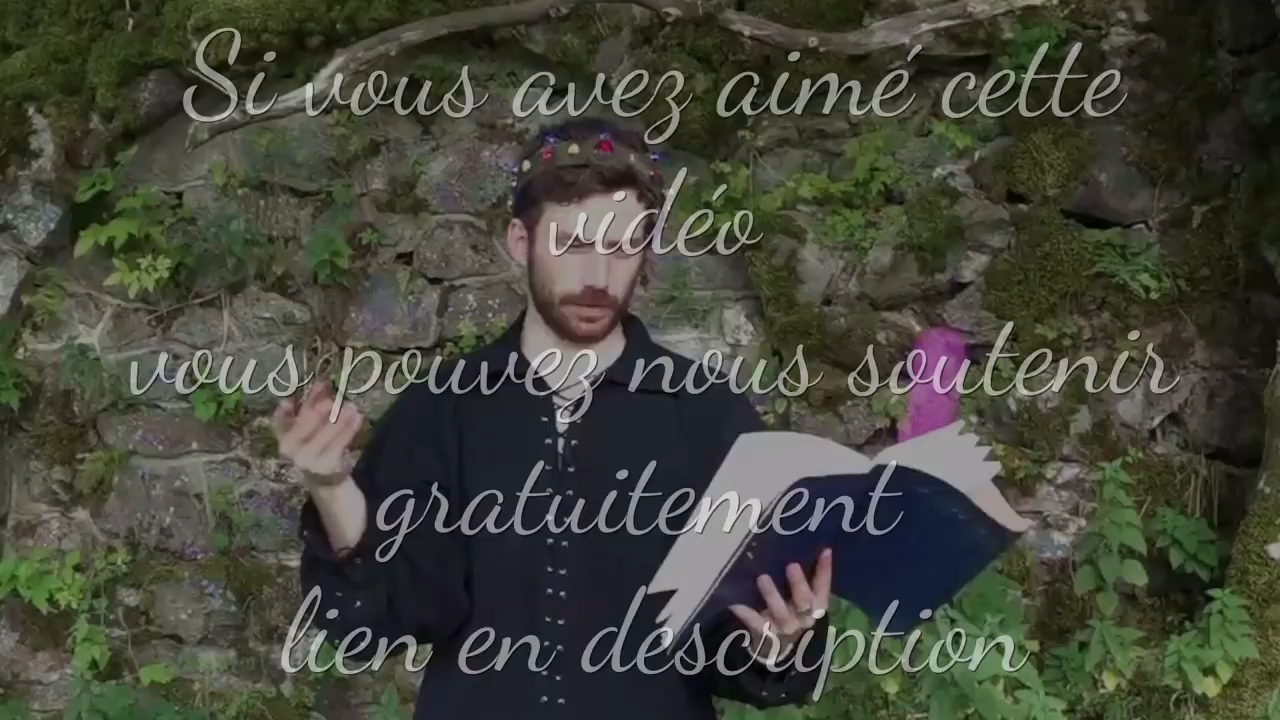 Si vous avez aimé cette
vidéo
vous pouvez nous soutenir
gratuitement
lien en description